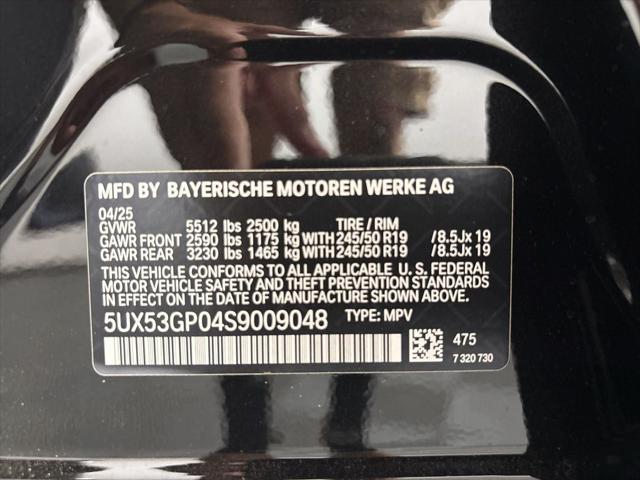 MFD BY BAYERISCHE MOTOREN WERKE AG
04/25
GVWR 5512 lbs 2500 kg TIRE / RIM
GAWR FRONT 2590 lbs 1175 kg WITH 245/50 R19 /8.5Jx 19
GAWR REAR 3230 lbs 1465 kg WITH 245/50 R19 /8.5Jx 19
THIS VEHICLE CONFORMS TO ALL APPLICABLE U. S. FEDERAL
MOTOR VEHICLE SAFETY AND THEFT PREVENTION STANDARDS
IN EFFECT ON THE DATE OF MANUFACTURE SHOWN ABOVE.
5UX53GP04S9009048 TYPE: MPV
475
7 320 730